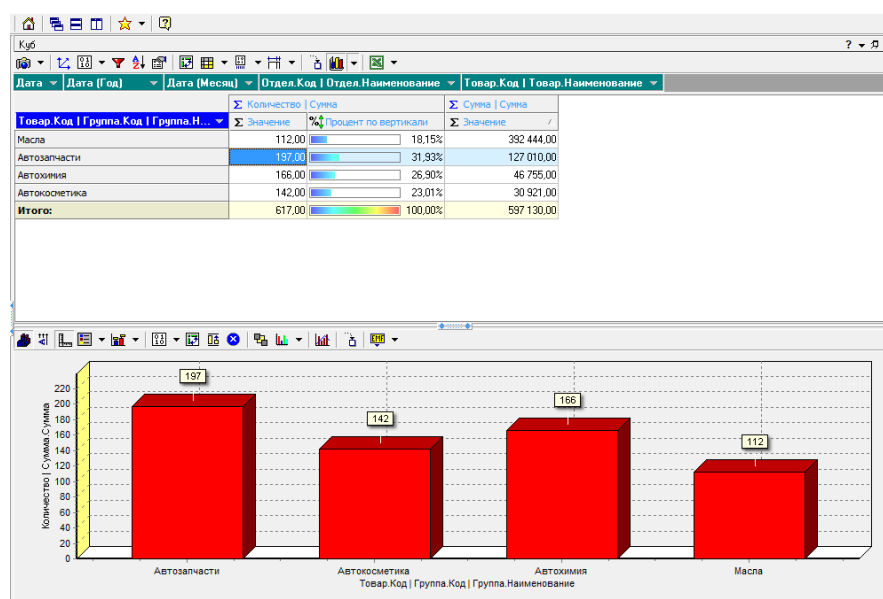 Куб
?
Дата Дата (Год) Дата (Месяц) Отдел.Код | Отдел.Наименование Товар.Код | Товар.Наименование
Σ Количество | Сумма Σ Сумма | Сумма
Товар.Код | Группа.Код | Группа.Н... Σ Значение % Процент по вертикали Σ Значение
Масла 112,00 18,15% 392 444,00
Автозапчасти 197,00 31,93% 127 010,00
Автохимия 166,00 26,90% 46 755,00
Автокосметика 142,00 23,01% 30 921,00
Итого: 617,00 100,00% 597 130,00
EMF
Количество | Сумма.Сумма
220
200
180
160
140
120
100
80
60
40
20
0
197
142
166
112
Автозапчасти Автокосметика Автохимия Масла
Товар.Код | Группа.Код | Группа.Наименование